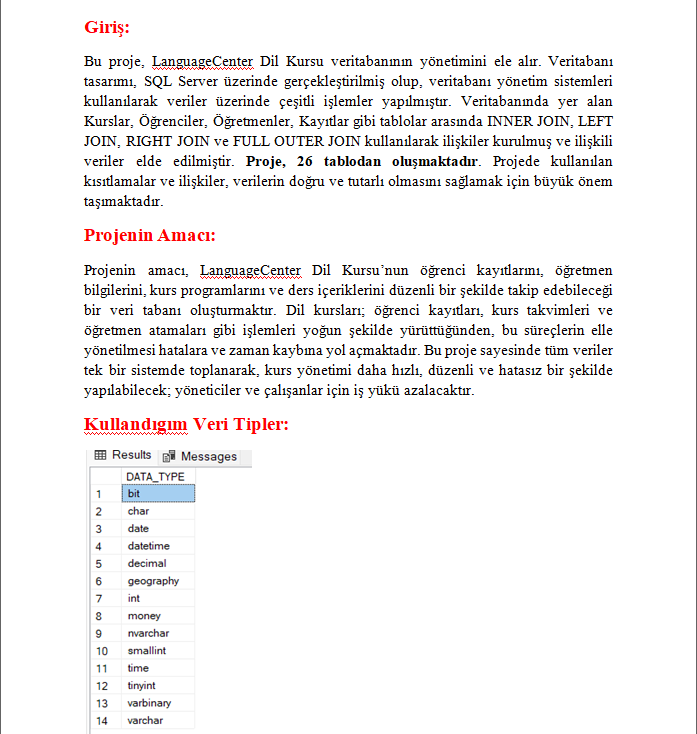 Giriş:
Bu proje, LanguageCenter Dil Kursu veritabanının yönetimini ele alır. Veritabanı
tasarımı, SQL Server üzerinde gerçekleştirilmiş olup, veritabanı yönetim sistemleri
kullanılarak veriler üzerinde çeşitli işlemler yapılmıştır. Veritabanında yer alan
Kurslar, Öğrenciler, Öğretmenler, Kayıtlar gibi tablolar arasında INNER JOIN, LEFT
JOIN, RIGHT JOIN ve FULL OUTER JOIN kullanılarak ilişkiler kurulmuş ve ilişkili
veriler elde edilmiştir. Proje, 26 tablodan oluşmaktadır. Projede kullanılan
kısıtlamalar ve ilişkiler, verilerin doğru ve tutarlı olmasını sağlamak için büyük önem
taşımaktadır.
Projenin Amacı:
Projenin amacı, LanguageCenter Dil Kursu’nun öğrenci kayıtlarını, öğretmen
bilgilerini, kurs programlarını ve ders içeriklerini düzenli bir şekilde takip edebileceği
bir veri tabanı oluşturmaktır. Dil kursları; öğrenci kayıtları, kurs takvimleri ve
öğretmen atamaları gibi işlemleri yoğun şekilde yürüttüğünden, bu süreçlerin elle
yönetilmesi hatalara ve zaman kaybına yol açmaktadır. Bu proje sayesinde tüm veriler
tek bir sistemde toplanarak, kurs yönetimi daha hızlı, düzenli ve hatasız bir şekilde
yapılabilecek; yöneticiler ve çalışanlar için iş yükü azalacaktır.
Kullandıgım Veri Tipler:
Results Messages
DATA_TYPE
1 bit
2 char
3 date
4 datetime
5 decimal
6 geography
7 int
8 money
9 nvarchar
10 smallint
11 time
12 tinyint
13 varbinary
14 varchar